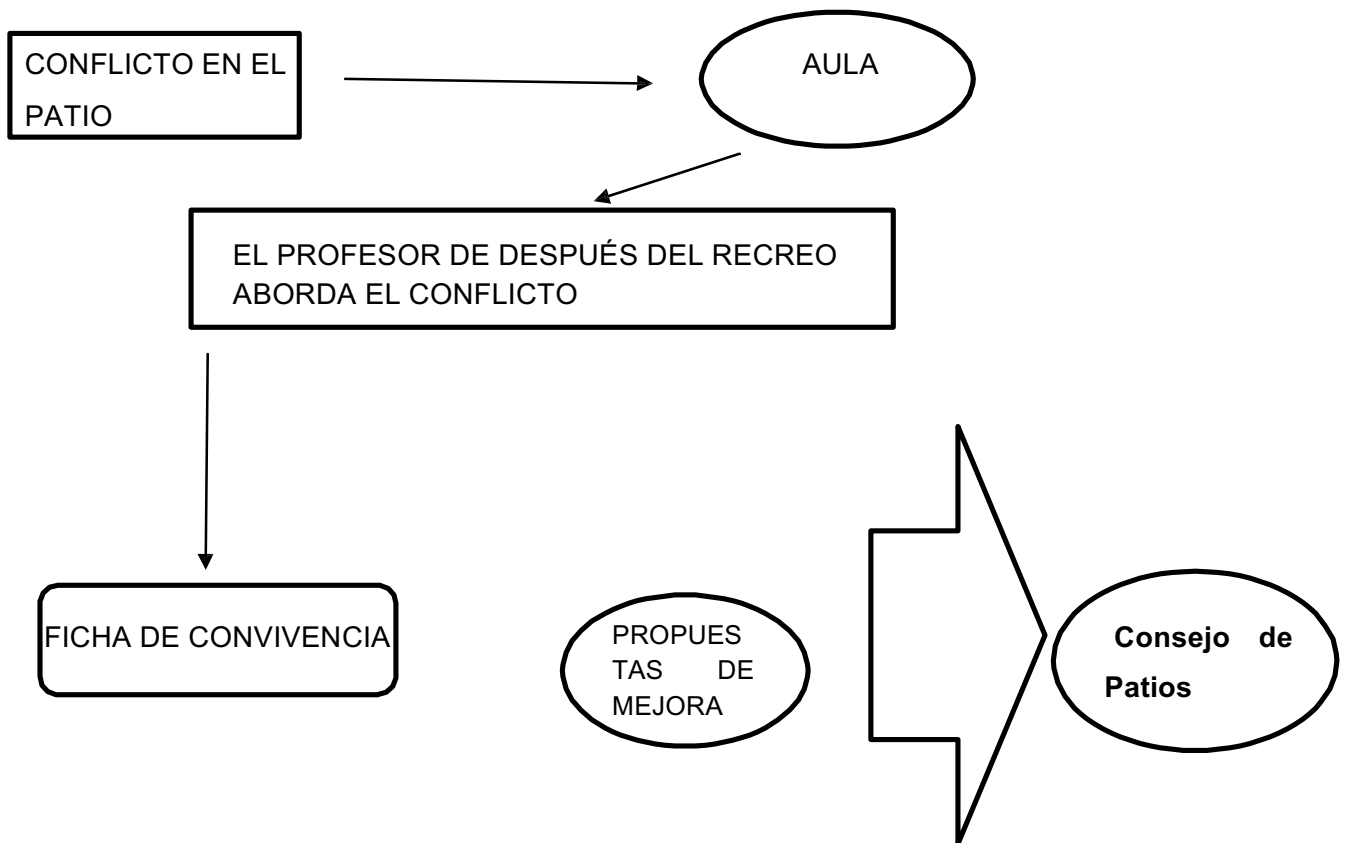 CONFLICTO EN EL
PATIO
AULA
EL PROFESOR DE DESPUÉS DEL RECREO
ABORDA EL CONFLICTO
FICHA DE CONVIVENCIA
PROPUES
TAS DE
MEJORA
Consejo de
Patios